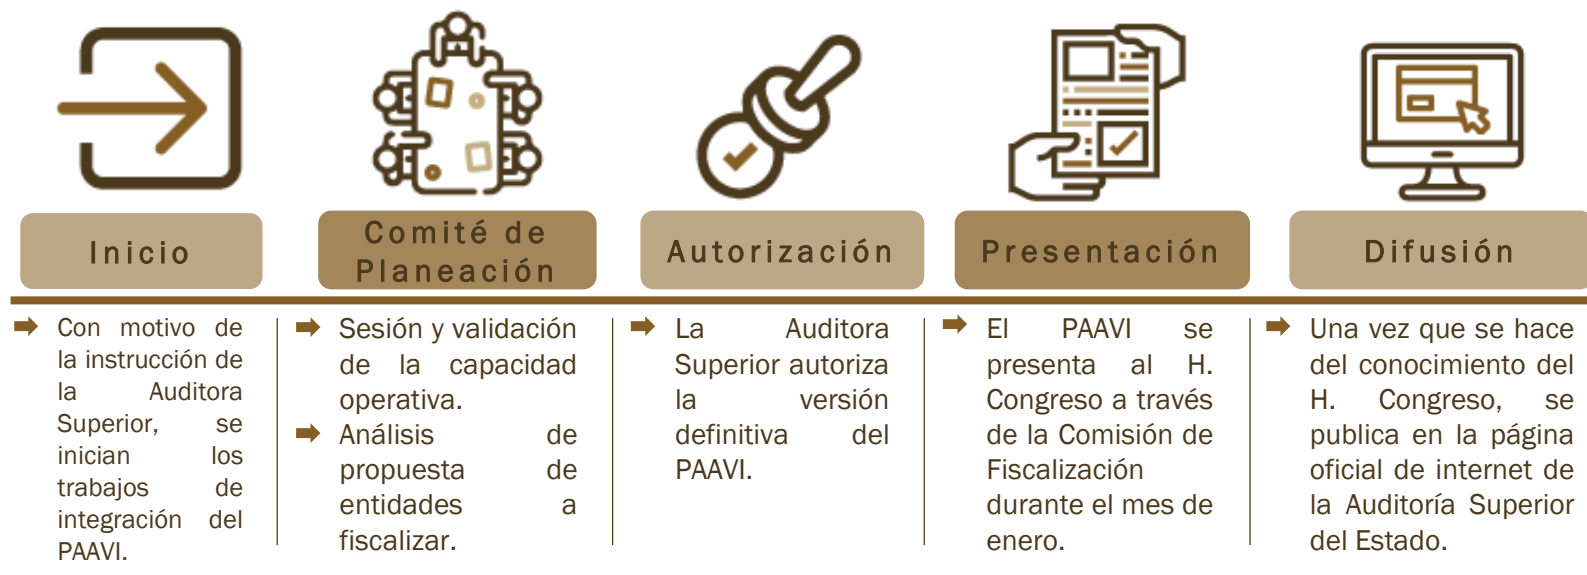 Inicio
Comité de
Planeación
Autorización
Presentación
Difusión
Con motivo de
la instrucción de
la Auditora
Superior, se
inician los
trabajos de
integración del
PAAVI.
Sesión y validación
de la capacidad
operativa.
Análisis de
propuesta de
entidades a
fiscalizar.
La Auditora
Superior autoriza
la versión
definitiva del
PAAVI.
El PAAVI se
presenta al H.
Congreso a través
de la Comisión de
Fiscalización
durante el mes de
enero.
Una vez que se hace
del conocimiento del
H. Congreso, se
publica en la página
oficial de internet de
la Auditoría Superior
del Estado.